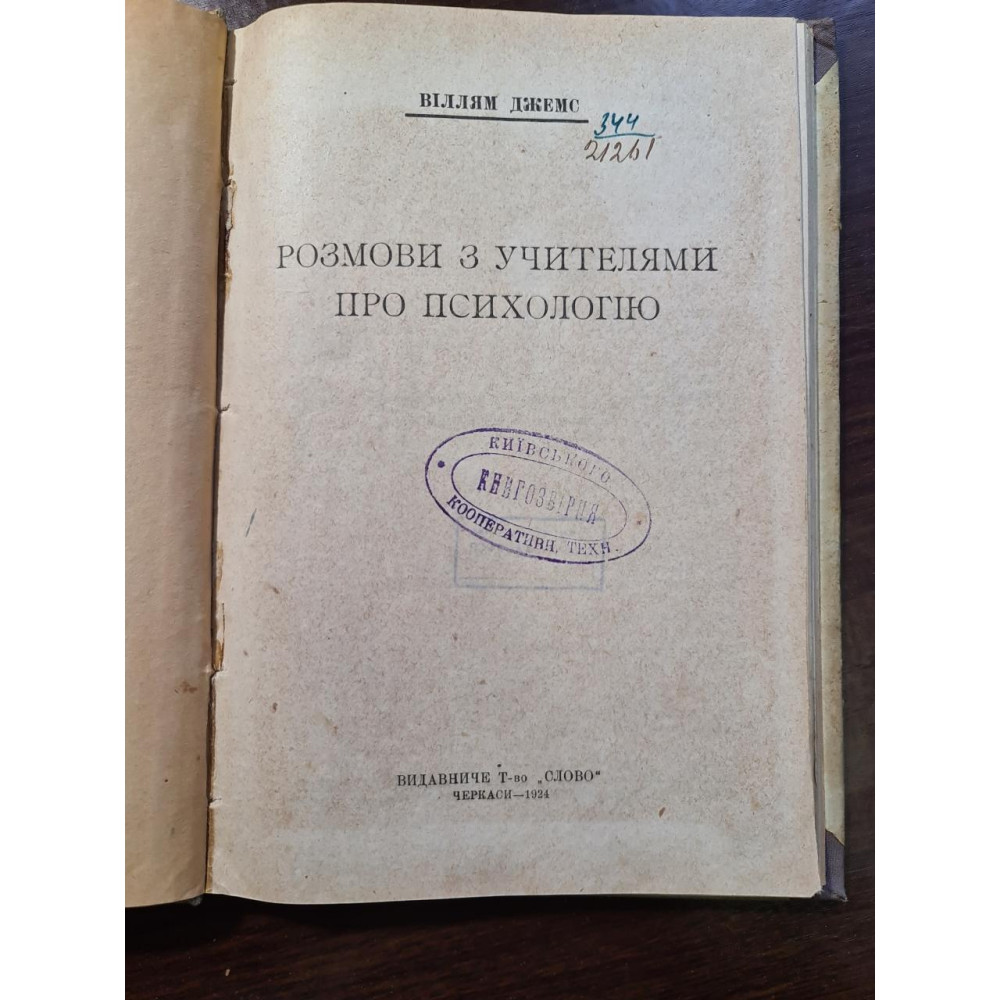 ВІЛЛЯМ ДЖЕМС
344
21261
РОЗМОВИ З УЧИТЕЛЯМИ
ПРО ПСИХОЛОГІЮ
КИЇВСЬКОГО
КНИГОЗБІРНЯ
КООПЕРАТИВН. ТЕХН.
ВИДАВНИЧЕ Т-во „СЛОВО"
ЧЕРКАСИ—1924